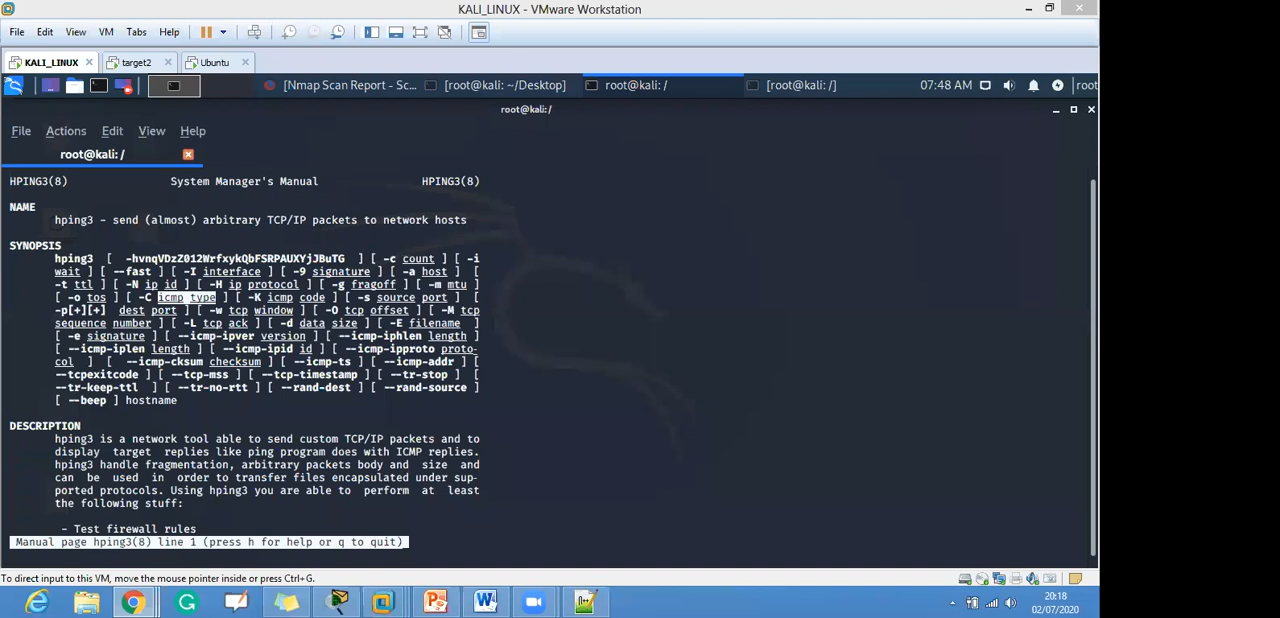 KALI_LINUX - VMware Workstation
File Edit View VM Tabs Help
KALI_LINUX target2 Ubuntu
[Nmap Scan Report - Sc... [root@kali: ~/Desktop] root@kali: / [root@kali: /] 07:48 AM root
root@kali: /
File Actions Edit View Help
root@kali: /
HPING3(8) System Manager's Manual HPING3(8)
NAME
hping3 - send (almost) arbitrary TCP/IP packets to network hosts
SYNOPSIS
hping3 [ -hvnqVDzZ012WrfxykQbFSRPAUXYjJBuTG ] [ -c count ] [ -i
wait ] [ --fast ] [ -I interface ] [ -9 signature ] [ -a host ] [
-t ttl ] [ -N ip id ] [ -H ip protocol ] [ -g fragoff ] [ -m mtu
] [ -o tos ] [ -C icmp type ] [ -K icmp code ] [ -s source port ] [
-p[+][+] dest port ] [ -w tcp window ] [ -O tcp offset ] [ -M tcp
sequence number ] [ -L tcp ack ] [ -d data size ] [ -E filename ]
[ -e signature ] [ --icmp-ipver version ] [ --icmp-iphlen length ]
[ --icmp-iplen length ] [ --icmp-ipid id ] [ --icmp-ipproto proto-
col ] [ --icmp-cksum checksum ] [ --icmp-ts ] [ --icmp-addr ] [
--tcpexitcode ] [ --tcp-mss ] [ --tcp-timestamp ] [ --tr-stop ] [
--tr-keep-ttl ] [ --tr-no-rtt ] [ --rand-dest ] [ --rand-source ]
[ --beep ] hostname
DESCRIPTION
hping3 is a network tool able to send custom TCP/IP packets and to
display target replies like ping program does with ICMP replies.
hping3 handle fragmentation, arbitrary packets body and size and
can be used in order to transfer files encapsulated under sup-
ported protocols. Using hping3 you are able to perform at least
the following stuff:
- Test firewall rules
Manual page hping3(8) line 1 (press h for help or q to quit)
To direct input to this VM, move the mouse pointer inside or press Ctrl+G.
20:18
02/07/2020